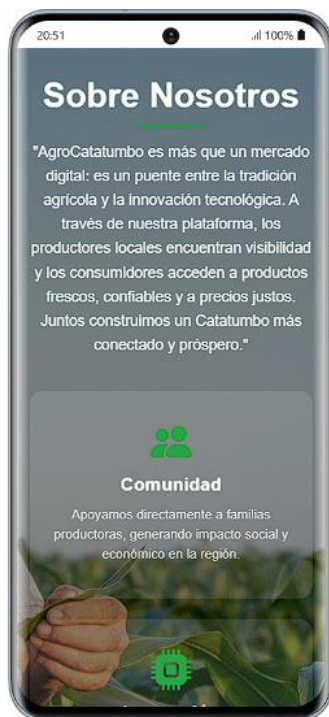 20:51
100%
Sobre Nosotros
"AgroCatatumbo es más que un mercado
digital: es un puente entre la tradición
agrícola y la innovación tecnológica. A
través de nuestra plataforma, los
productores locales encuentran visibilidad
y los consumidores acceden a productos
frescos, confiables y a precios justos.
Juntos construimos un Catatumbo más
conectado y próspero."
Comunidad
Apoyamos directamente a familias
productoras, generando impacto social y
económico en la región.